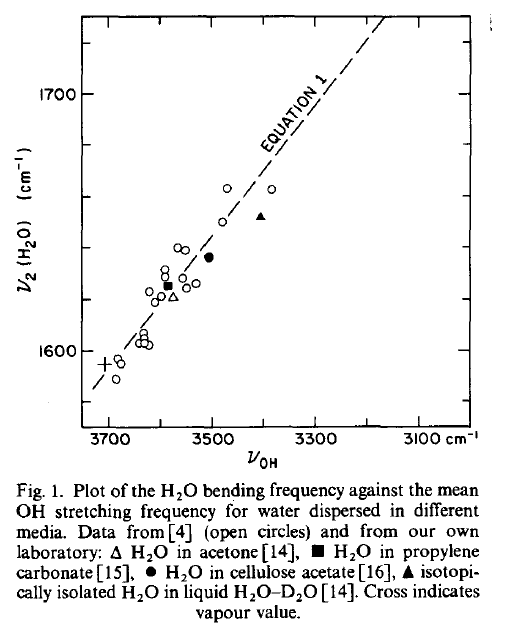 1700
1600
ν₂ (H₂O) (cm⁻¹)
EQUATION 1
3700 3500 3300 3100 cm⁻¹
νOH
Fig. 1. Plot of the H₂O bending frequency against the mean
OH stretching frequency for water dispersed in different
media. Data from [4] (open circles) and from our own
laboratory: Δ H₂O in acetone [14], ■ H₂O in propylene
carbonate [15], ● H₂O in cellulose acetate [16], ▲ isotopi-
cally isolated H₂O in liquid H₂O–D₂O [14]. Cross indicates
vapour value.